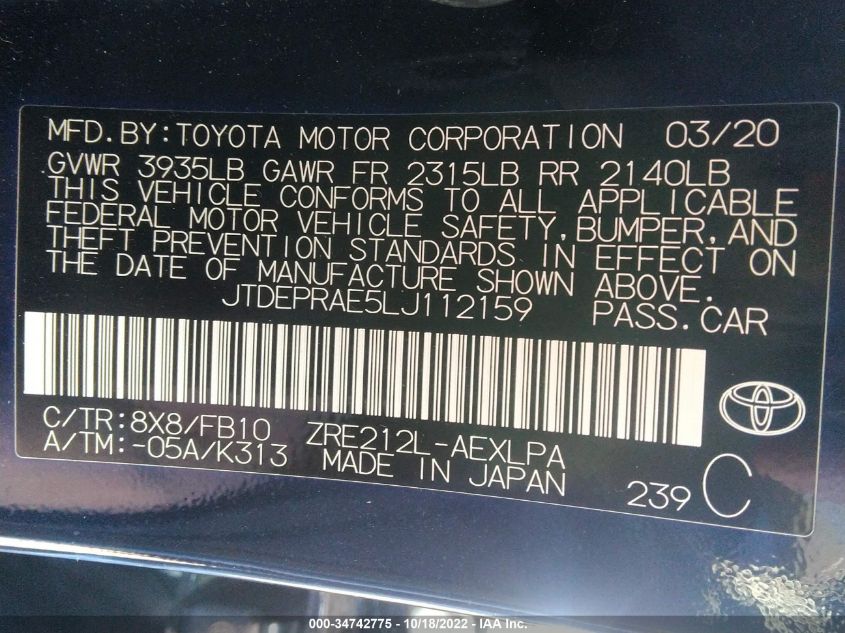 MFD.BY:TOYOTA MOTOR CORPORATION 03/20
GVWR 3935LB GAWR FR 2315LB RR 2140LB
THIS VEHICLE CONFORMS TO ALL APPLICABLE
FEDERAL MOTOR VEHICLE SAFETY,BUMPER,AND
THEFT PREVENTION STANDARDS IN EFFECT ON
THE DATE OF MANUFACTURE SHOWN ABOVE.
JTDEPRAE5LJ112159 PASS.CAR
C/TR:8X8/FB10 ZRE212L-AEXLPA
A/TM:-05A/K313 MADE IN JAPAN
239 C
000-34742775 - 10/18/2022 - IAA Inc.